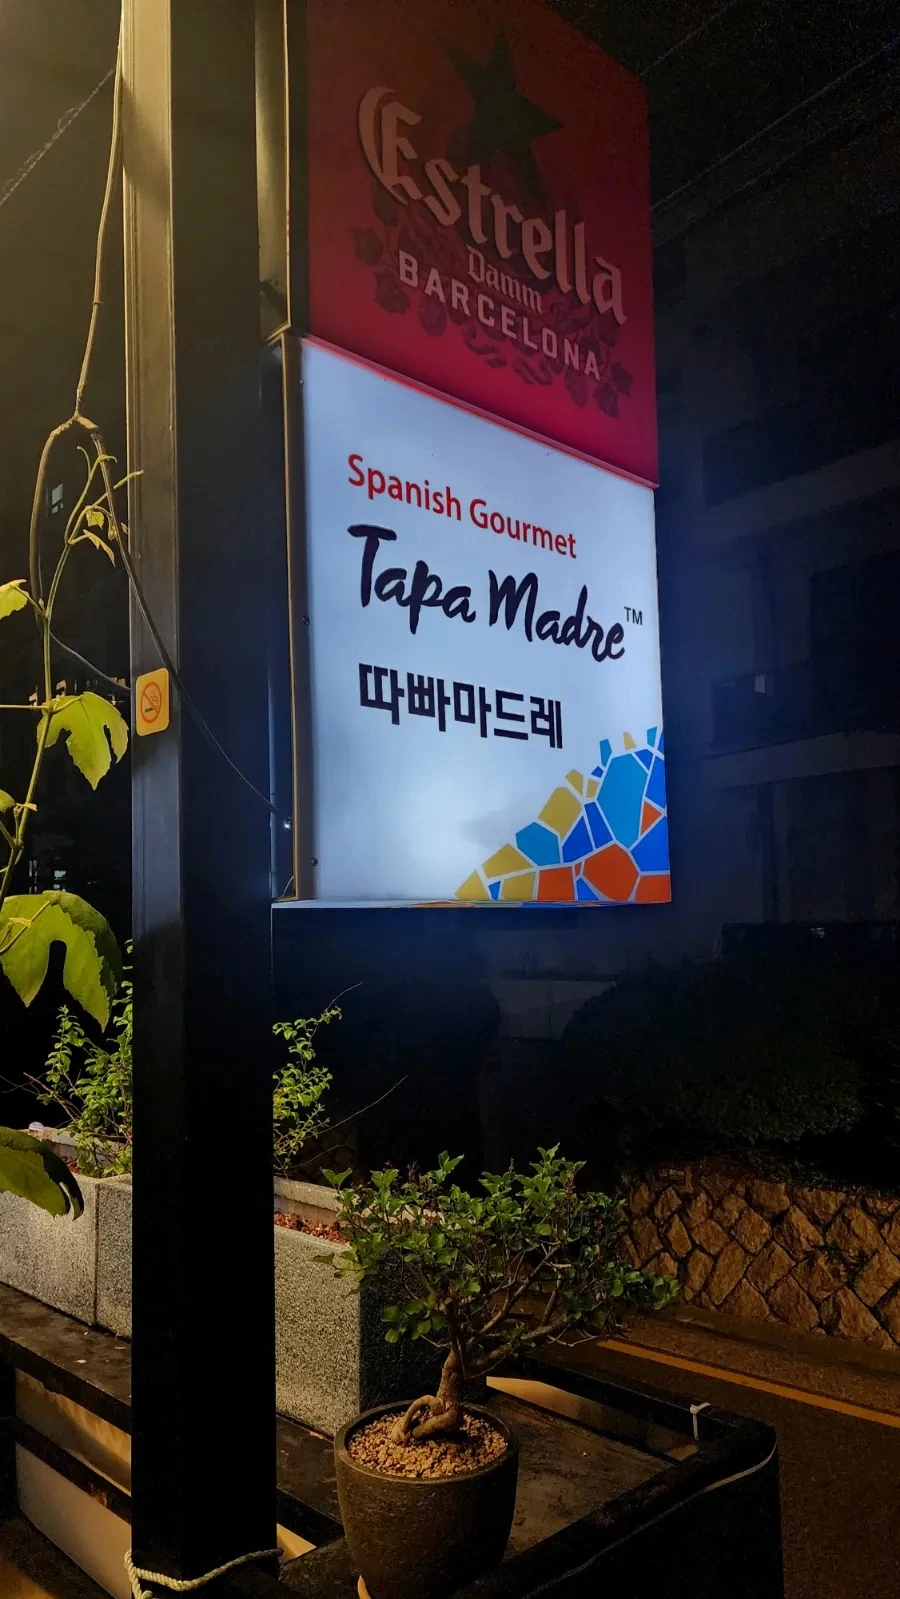 Estrella
Damm
BARCELONA
Spanish Gourmet
Tapa Madre™
따빠마드레